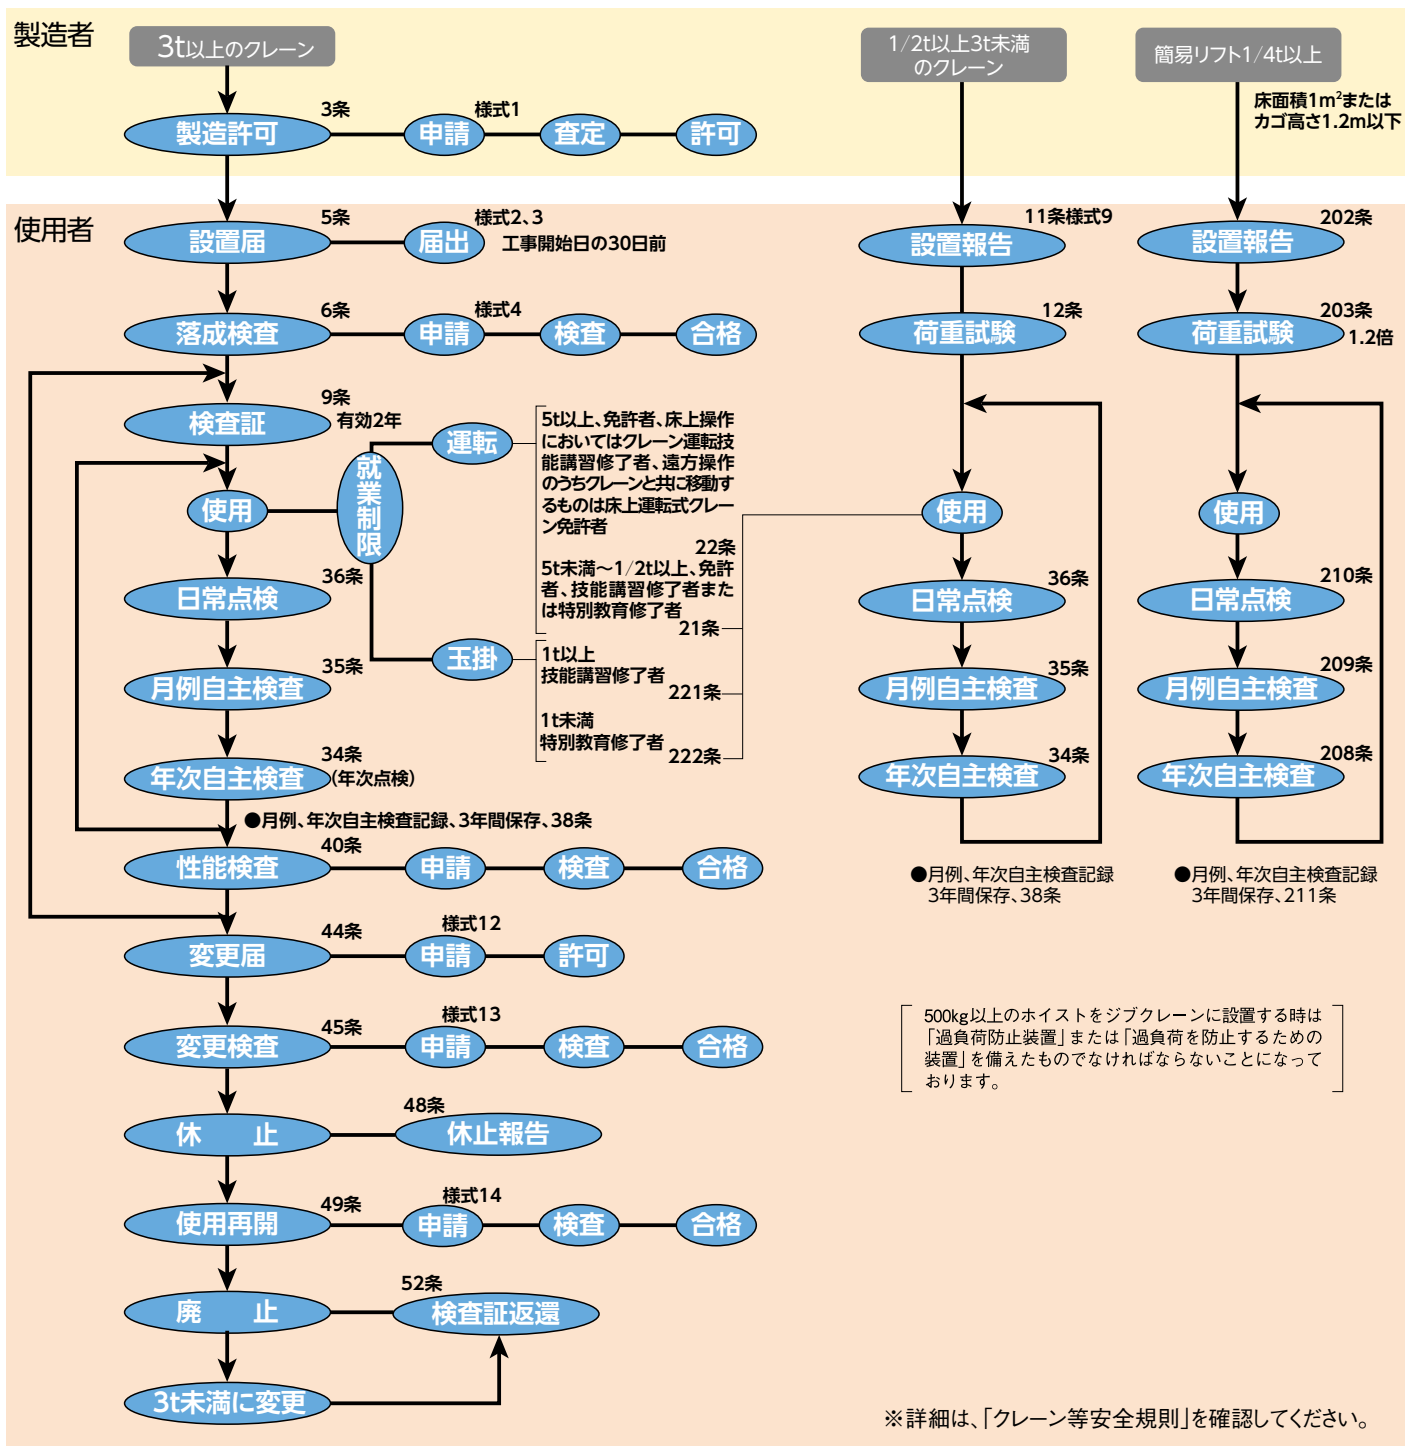 製造者
3t以上のクレーン
3条
様式1
製造許可
申請
査定
許可
使用者
5条
様式2、3
設置届
届出
工事開始日の30日前
6条
様式4
落成検査
申請
検査
合格
9条
検査証
有効2年
使用
就業制限
運転
5t以上、免許者、床上操作
においてはクレーン運転技
能講習修了者、遠方操作
のうちクレーンと共に移動す
るものは床上運転式クレー
ン免許者
22条
5t未満〜1/2t以上、免許
者、技能講習修了者また
は特別教育修了者
21条
玉掛
1t以上
技能講習修了者
221条
1t未満
特別教育修了者
222条
36条
日常点検
35条
月例自主検査
34条
年次自主検査
(年次点検)
●月例、年次自主検査記録、3年間保存、38条
40条
性能検査
申請
検査
合格
44条
様式12
変更届
申請
許可
45条
様式13
変更検査
申請
検査
合格
48条
休　止
休止報告
49条
様式14
使用再開
申請
検査
合格
52条
廃　止
検査証返還
3t未満に変更
1/2t以上3t未満
のクレーン
11条様式9
設置報告
12条
荷重試験
使用
36条
日常点検
35条
月例自主検査
34条
年次自主検査
●月例、年次自主検査記録
3年間保存、38条
簡易リフト1/4t以上
床面積1m²または
カゴ高さ1.2m以下
202条
設置報告
203条
荷重試験
1.2倍
使用
210条
日常点検
209条
月例自主検査
208条
年次自主検査
●月例、年次自主検査記録
3年間保存、211条
500kg以上のホイストをジブクレーンに設置する時は
「過負荷防止装置」または「過負荷を防止するための
装置」を備えたものでなければならないことになって
おります。
※詳細は、「クレーン等安全規則」を確認してください。